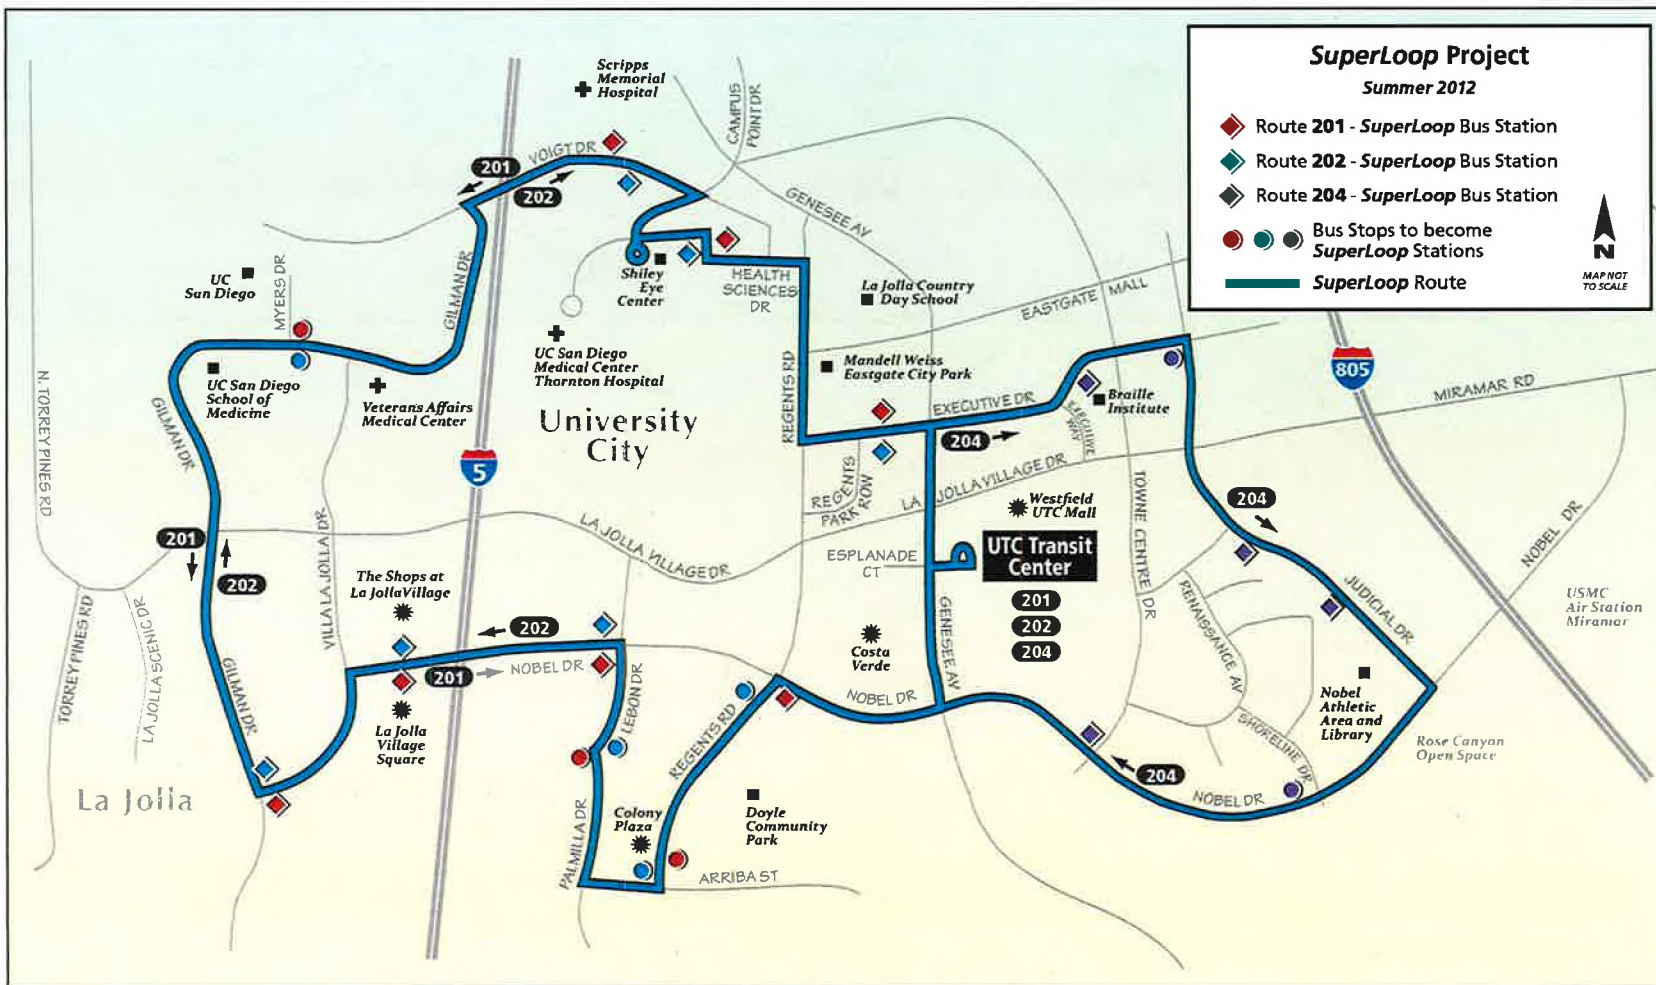 SuperLoop Project
Summer 2012
Route 201 - SuperLoop Bus Station
Route 202 - SuperLoop Bus Station
Route 204 - SuperLoop Bus Station
Bus Stops to become
SuperLoop Stations
SuperLoop Route
N
MAP NOT
TO SCALE
Scripps
Memorial
Hospital
CAMPUS
POINT DR
VOIGT DR
201
202
GENESEE AV
UC
San Diego
MYERS DR
GILMAN DR
Shiley
Eye
Center
HEALTH
SCIENCES
DR
La Jolla Country
Day School
EASTGATE MALL
UC San Diego
Medical Center
Thornton Hospital
REGENTS RD
Mandell Weiss
Eastgate City Park
805
MIRAMAR RD
N. TORREY PINES RD
UC San Diego
School of
Medicine
Veterans Affairs
Medical Center
GILMAN DR
University
City
EXECUTIVE DR
204
EXECUTIVE
WAY
Braille
Institute
5
REGENTS
PARK ROW
LA JOLLA VILLAGE DR
TOWNE CENTRE DR
Westfield
UTC Mall
204
NOBEL DR
201
202
VILLA LA JOLLA DR
LA JOLLA VILLAGE DR
ESPLANADE
CT
UTC Transit
Center
201
202
204
The Shops at
La Jolla Village
TORREY PINES RD
LA JOLLA SCENIC DR
202
201
NOBEL DR
Costa
Verde
GENESEE AV
RENAISSANCE AV
JUDICIAL DR
USMC
Air Station
Miramar
GILMAN DR
LEBON DR
REGENTS RD
NOBEL DR
SHORELINE DR
Nobel
Athletic
Area and
Library
La Jolla
Village
Square
Rose Canyon
Open Space
204
NOBEL DR
La Jolla
PALMILLA DR
Colony
Plaza
Doyle
Community
Park
ARRIBA ST